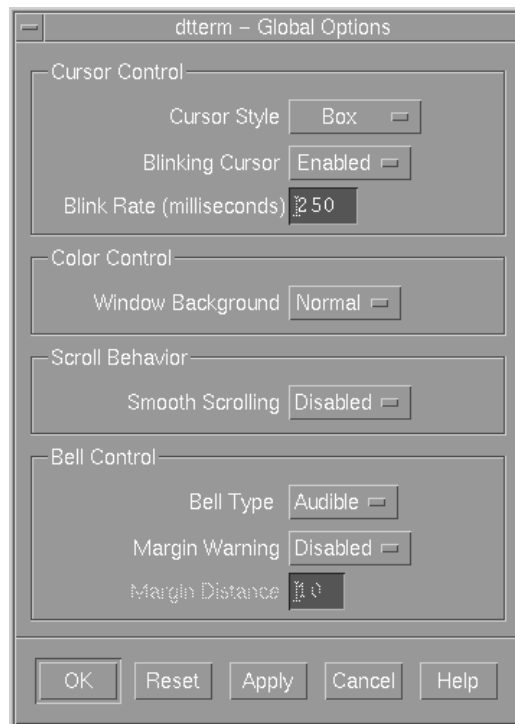 dtterm – Global Options
Cursor Control
Cursor Style Box
Blinking Cursor Enabled
Blink Rate (milliseconds) 250
Color Control
Window Background Normal
Scroll Behavior
Smooth Scrolling Disabled
Bell Control
Bell Type Audible
Margin Warning Disabled
Margin Distance 10
OK Reset Apply Cancel Help